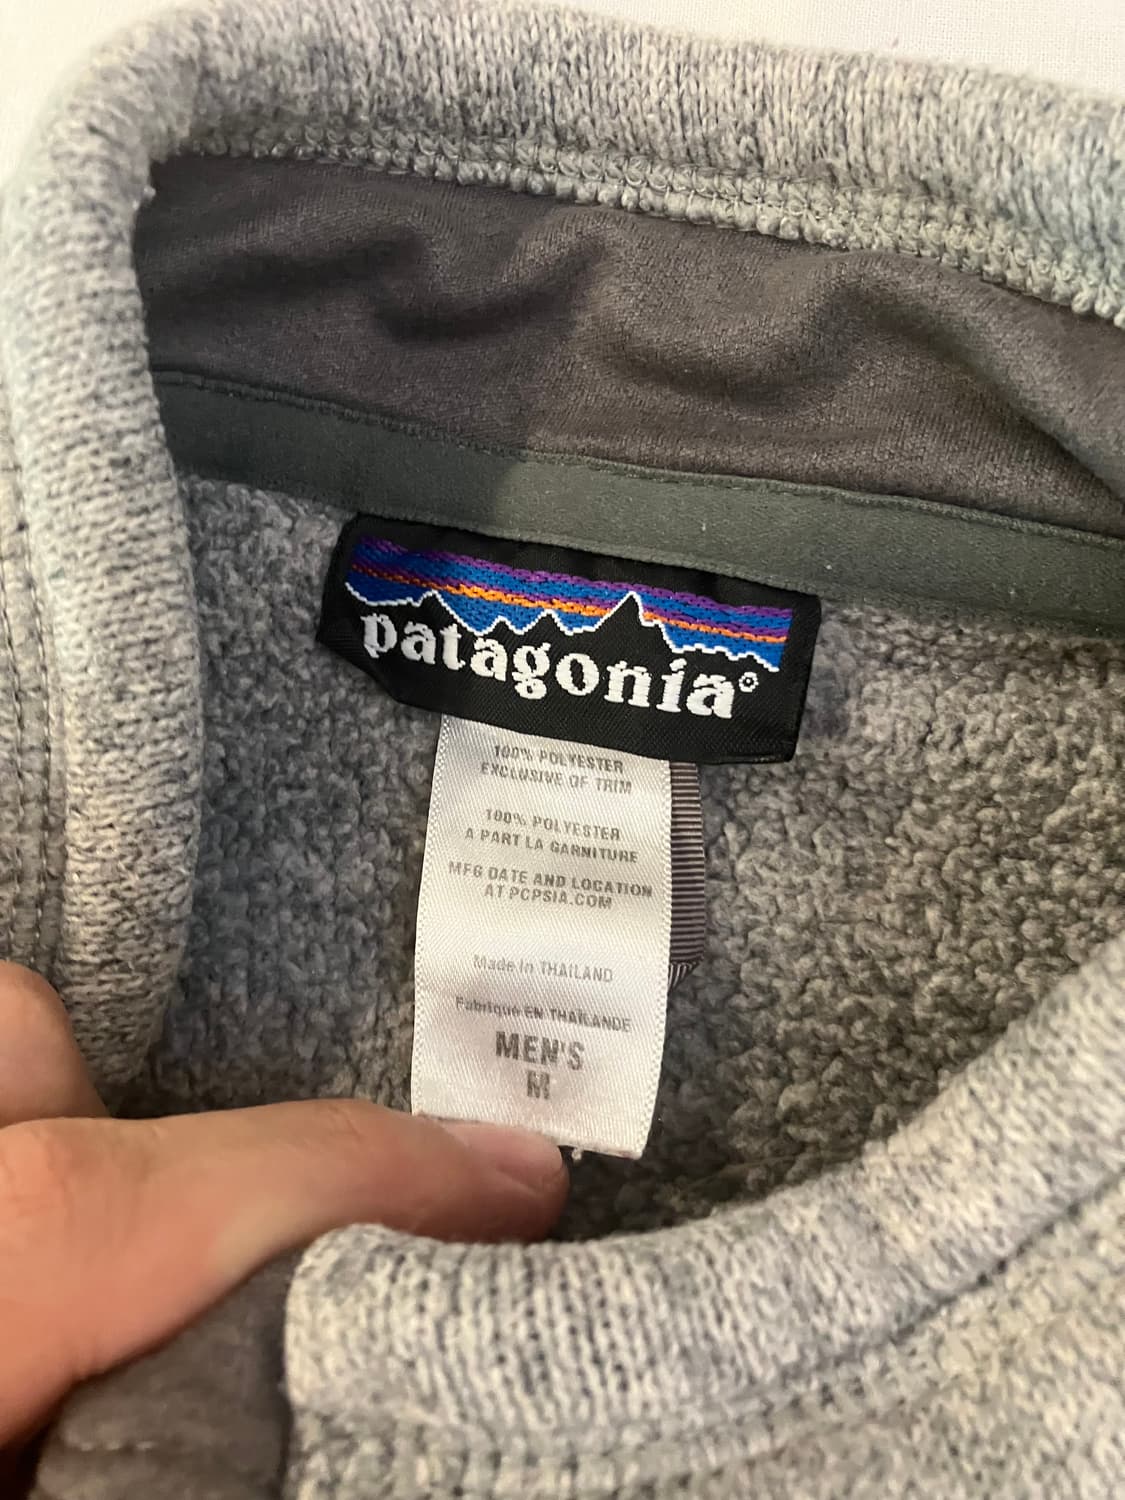 patagonia®
100% POLYESTER
EXCLUSIVE OF TRIM
100% POLYESTER
A PART LA GARNITURE
MFG DATE AND LOCATION
AT PCPSIA.COM
Made in THAILAND
Fabriqué EN THAÏLANDE
MEN'S
M